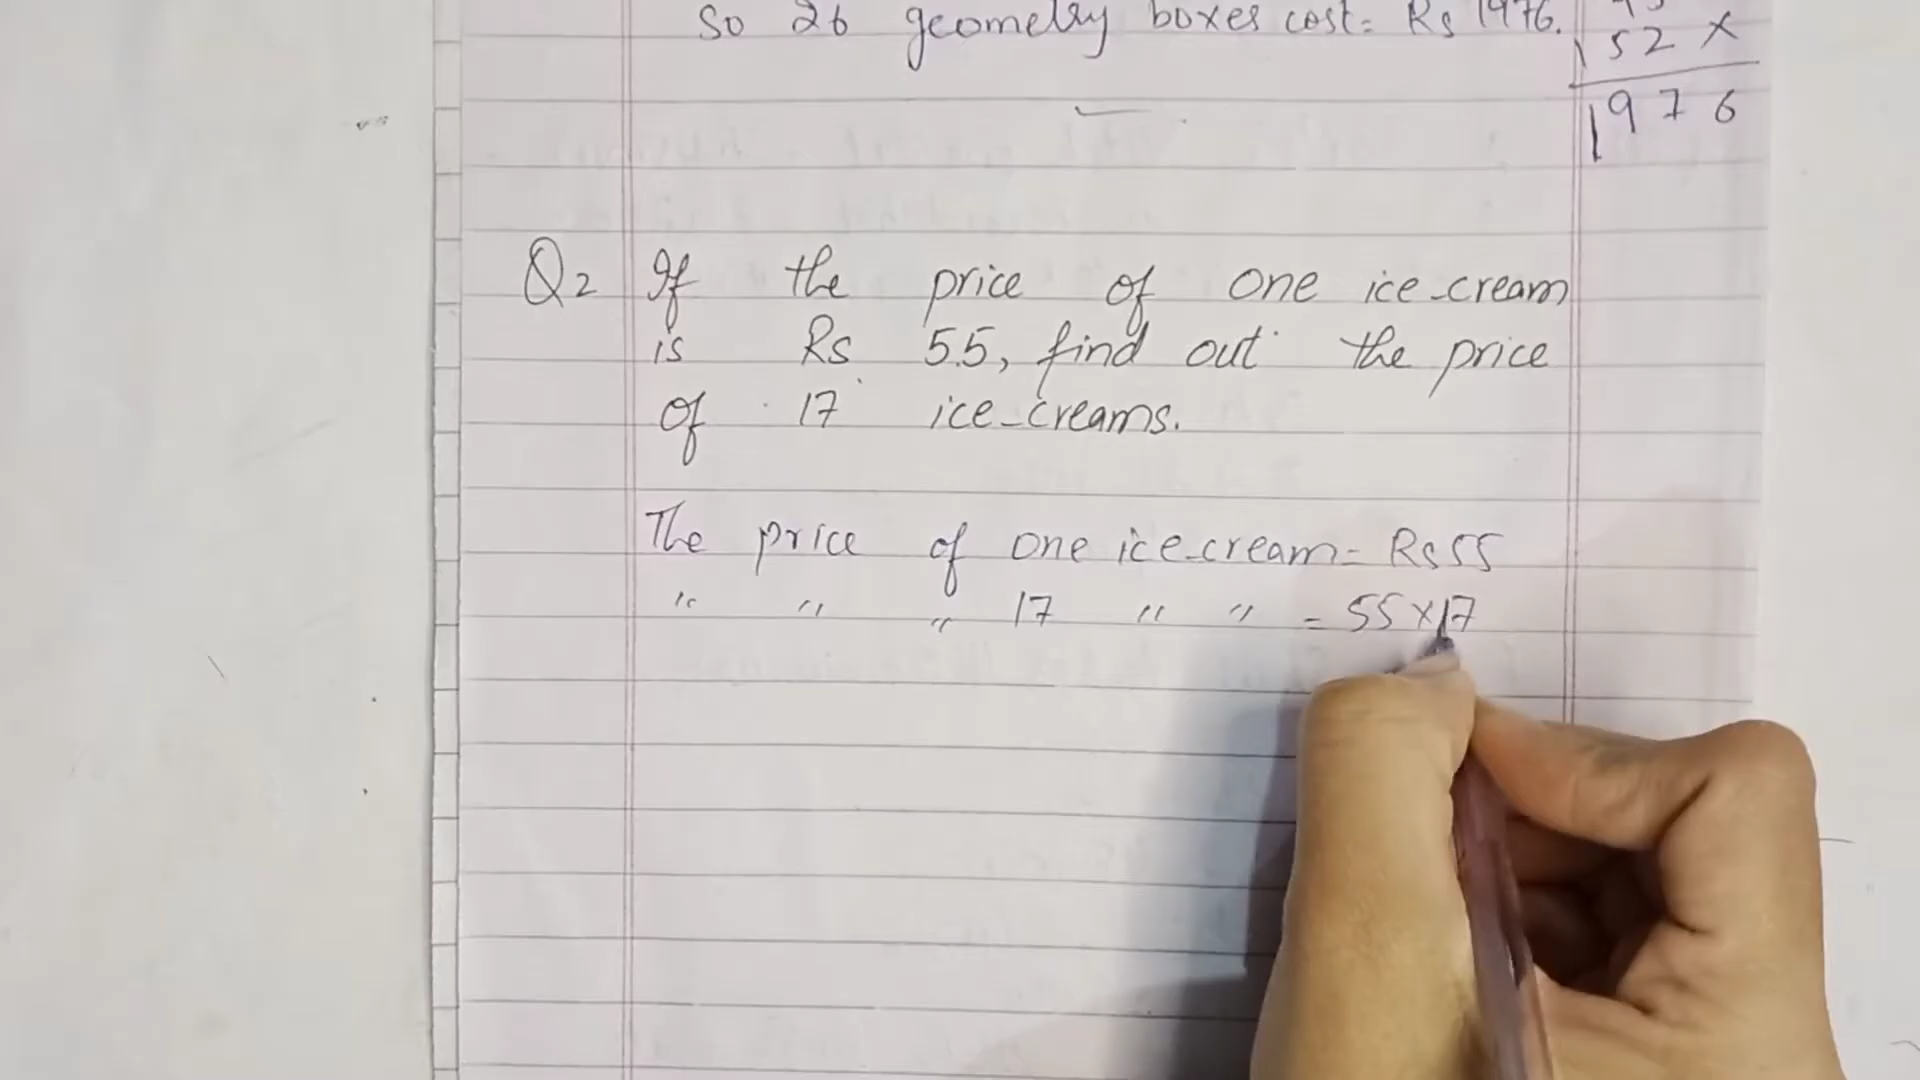 So 26 geometry boxes cost = Rs 1976.
52 ×
1976
Q2 If the price of one ice-cream
is Rs 55, find out the price
of 17 ice-creams.
The price of one ice-cream = Rs 55
" " " 17 " " = 55 × 17